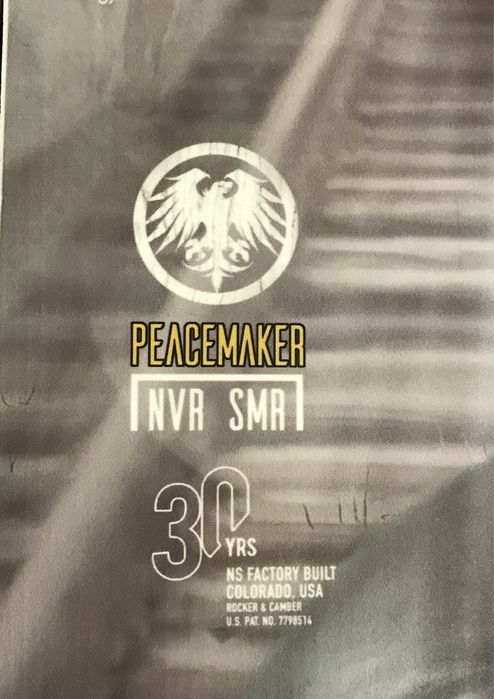 PEACEMAKER
NVR SMR
30
YRS
NS FACTORY BUILT
COLORADO, USA
ROCKER & CAMBER
U.S. PAT. NO. 7798514